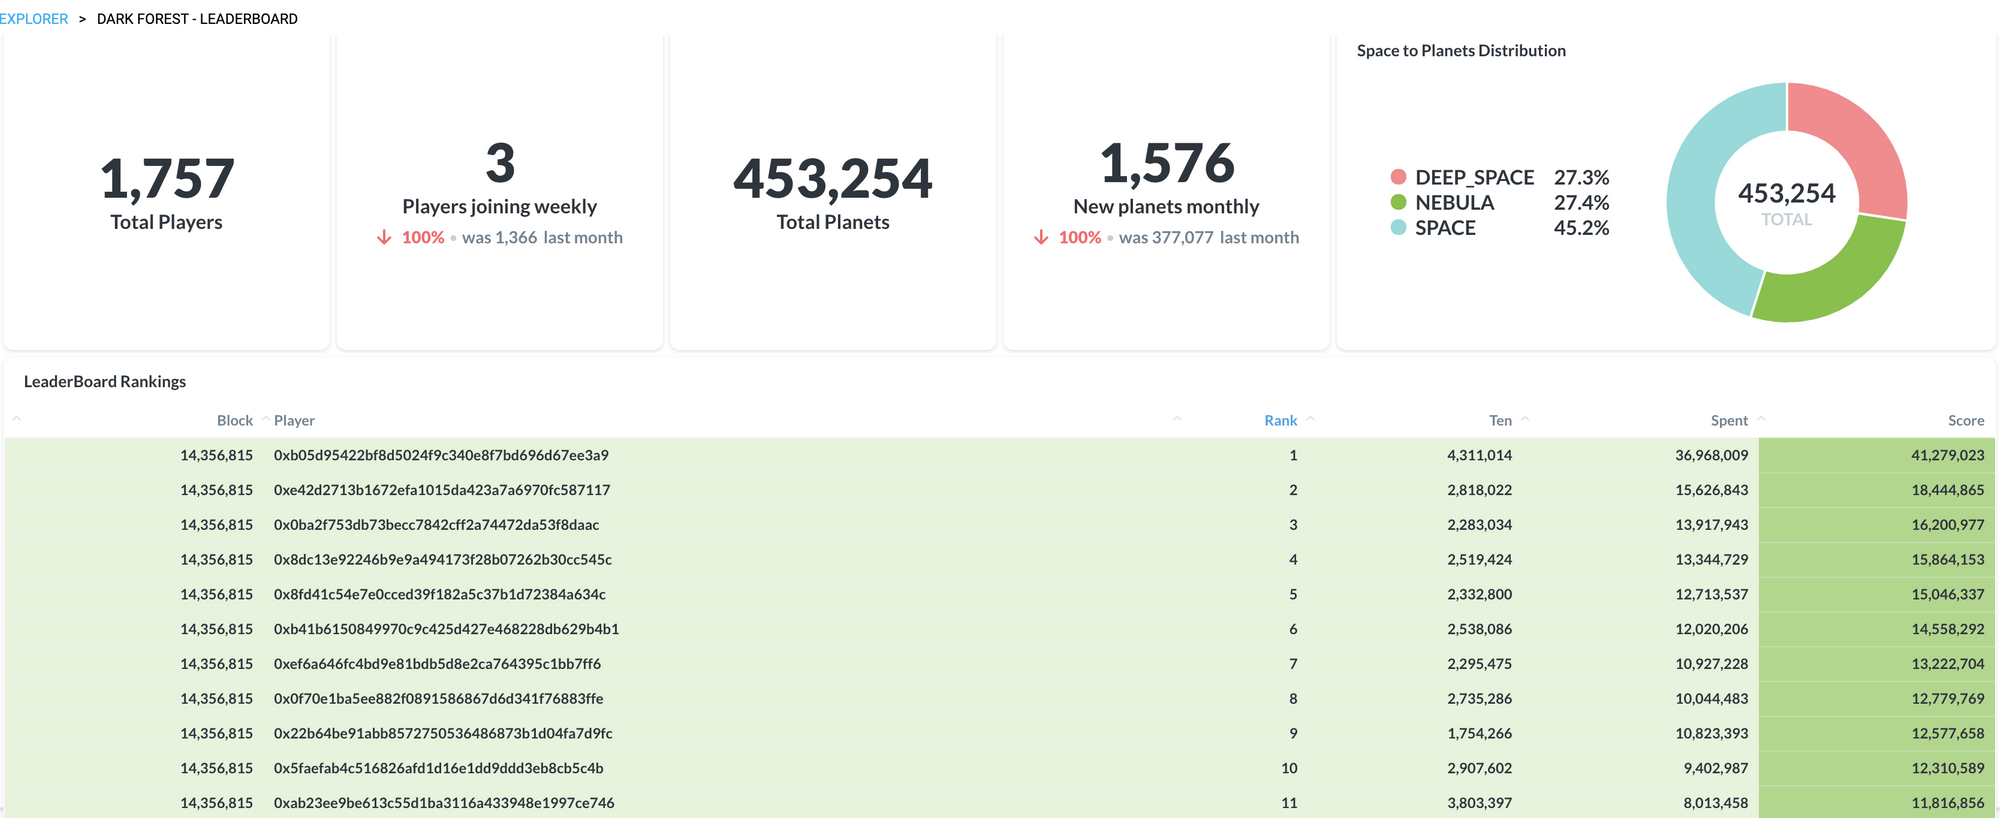 EXPLORER > DARK FOREST - LEADERBOARD
1,757
Total Players
3
Players joining weekly
↓ 100% • was 1,366 last month
453,254
Total Planets
1,576
New planets monthly
↓ 100% • was 377,077 last month
Space to Planets Distribution
DEEP_SPACE 27.3%
NEBULA 27.4%
SPACE 45.2%
453,254
TOTAL
LeaderBoard Rankings
Block Player Rank Ten Spent Score
14,356,815 0xb05d95422bf8d5024f9c340e8f7bd696d67ee3a9 1 4,311,014 36,968,009 41,279,023
14,356,815 0xe42d2713b1672efa1015da423a7a6970fc587117 2 2,818,022 15,626,843 18,444,865
14,356,815 0x0ba2f753db73becc7842cff2a74472da53f8daac 3 2,283,034 13,917,943 16,200,977
14,356,815 0x8dc13e92246b9e9a494173f28b07262b30cc545c 4 2,519,424 13,344,729 15,864,153
14,356,815 0x8fd41c54e7e0cced39f182a5c37b1d72384a634c 5 2,332,800 12,713,537 15,046,337
14,356,815 0xb41b6150849970c9c425d427e468228db629b4b1 6 2,538,086 12,020,206 14,558,292
14,356,815 0xef6a646fc4bd9e81bdb5d8e2ca764395c1bb7ff6 7 2,295,475 10,927,228 13,222,704
14,356,815 0x0f70e1ba5ee882f0891586867d6d341f76883ffe 8 2,735,286 10,044,483 12,779,769
14,356,815 0x22b64be91abb8572750536486873b1d04fa7d9fc 9 1,754,266 10,823,393 12,577,658
14,356,815 0x5faefab4c516826afd1d16e1dd9ddd3eb8cb5c4b 10 2,907,602 9,402,987 12,310,589
14,356,815 0xab23ee9be613c55d1ba3116a433948e1997ce746 11 3,803,397 8,013,458 11,816,856